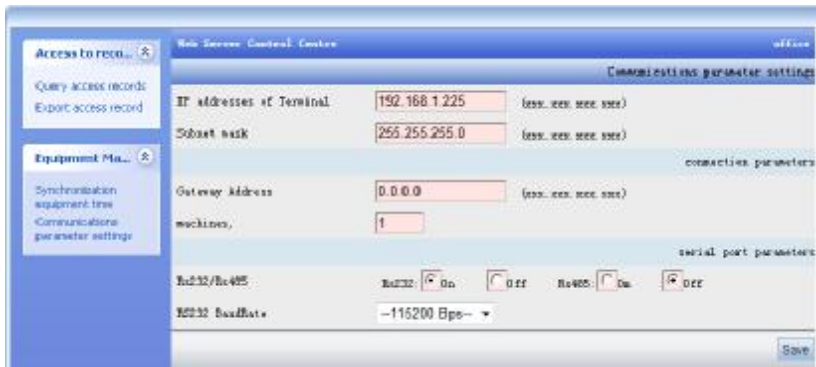 Access to reco...
Query access records
Export access record
Equipment Ma...
Synchronization
equipment time
Communications
parameter settings
Web Server Control Centre
office
Communications parameter settings
IP addresses of Terminal 192.168.1.225 (xxx. xxx. xxx. xxx)
Subnet mask 255.255.255.0 (xxx. xxx. xxx. xxx)
connection parameters
Gateway Address 0.0.0.0 (xxx. xxx. xxx. xxx)
machines, 1
serial port parameters
Rs232/Rs485 Rs232: On Off Rs485: On Off
RS232 BaudRate --115200 Bps--
Save